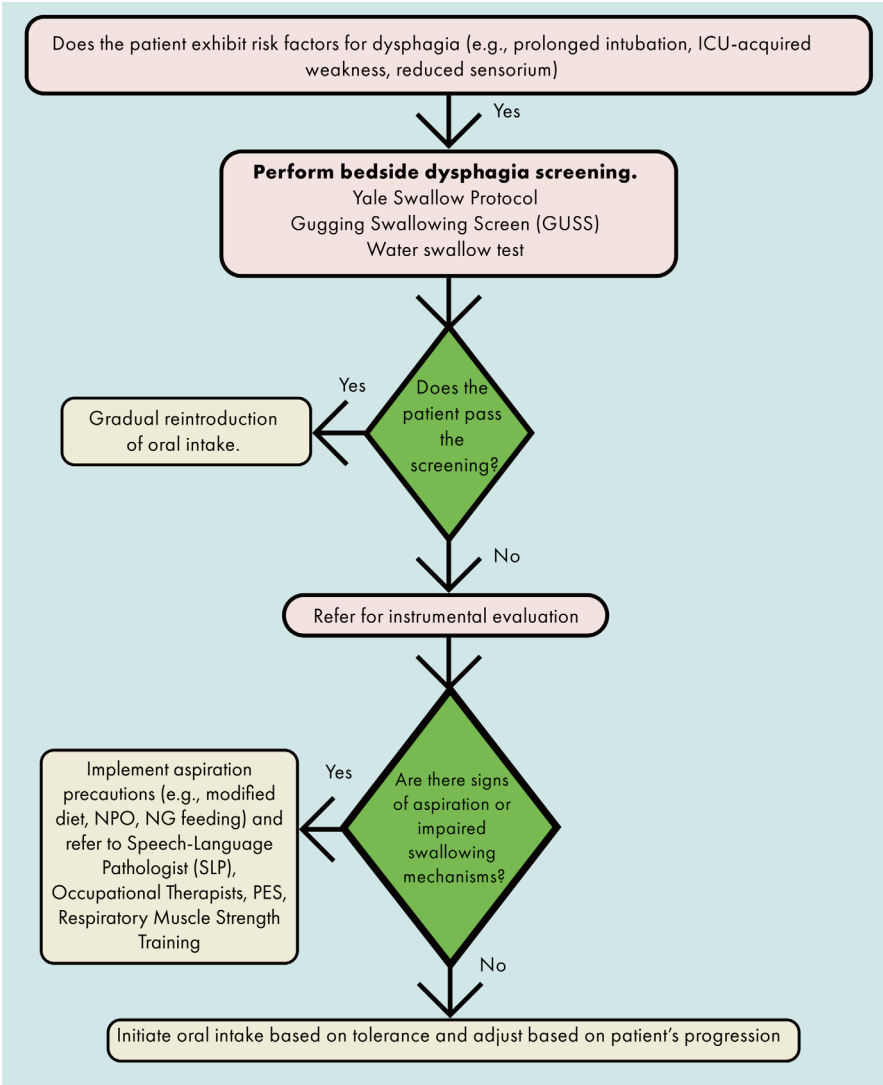 Does the patient exhibit risk factors for dysphagia (e.g., prolonged intubation, ICU-acquired
weakness, reduced sensorium)
Yes
Perform bedside dysphagia screening.
Yale Swallow Protocol
Gugging Swallowing Screen (GUSS)
Water swallow test
Does the
patient pass
the
screening?
Yes
Gradual reintroduction
of oral intake.
No
Refer for instrumental evaluation
Are there signs
of aspiration or
impaired
swallowing
mechanisms?
Yes
Implement aspiration
precautions (e.g., modified
diet, NPO, NG feeding) and
refer to Speech-Language
Pathologist (SLP),
Occupational Therapists, PES,
Respiratory Muscle Strength
Training
No
Initiate oral intake based on tolerance and adjust based on patient’s progression